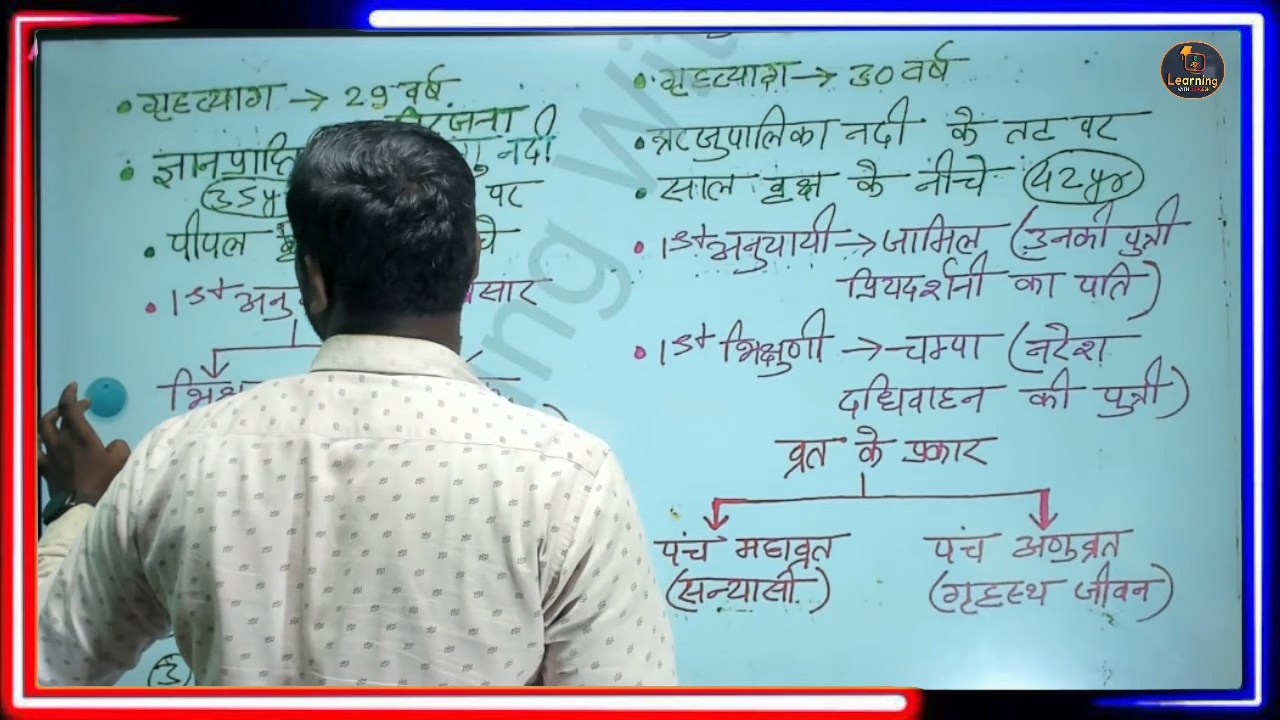 • गृहत्याग → 29 वर्ष
• ज्ञानप्राप्ति
नदी
(35y
पर
• पीपल
• 1st अनु
• गृहत्याग → 30 वर्ष
• ऋजुपालिका नदी के तट पर
• साल वृक्ष के नीचे (42yr)
• 1st अनुयायी → जामिल (उनकी पुत्री
प्रियदर्शनी का पति)
• 1st भिक्षुणी → चम्पा (नरेश
दधिवाहन की पुत्री)
व्रत के प्रकार
पंच महाव्रत
(सन्यासी)
पंच अणुव्रत
(गृहस्थ जीवन)
Learning